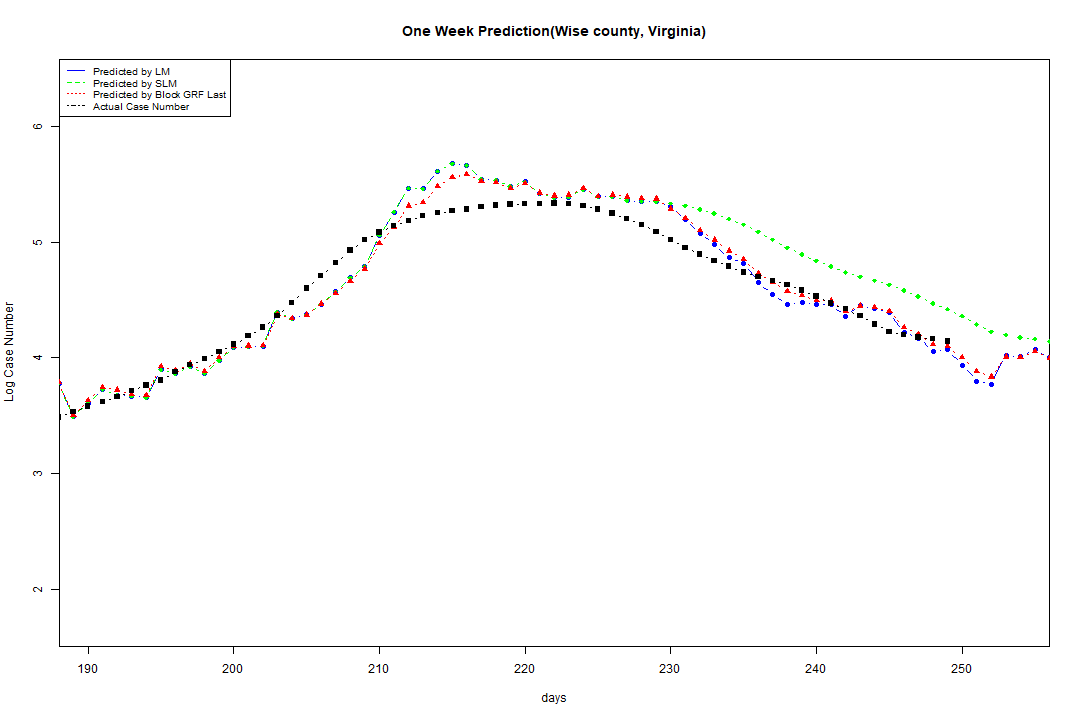 One Week Prediction(Wise county, Virginia)
Predicted by LM
Predicted by SLM
Predicted by Block GRF Last
Actual Case Number
Log Case Number
6
5
4
3
2
190 200 210 220 230 240 250
days